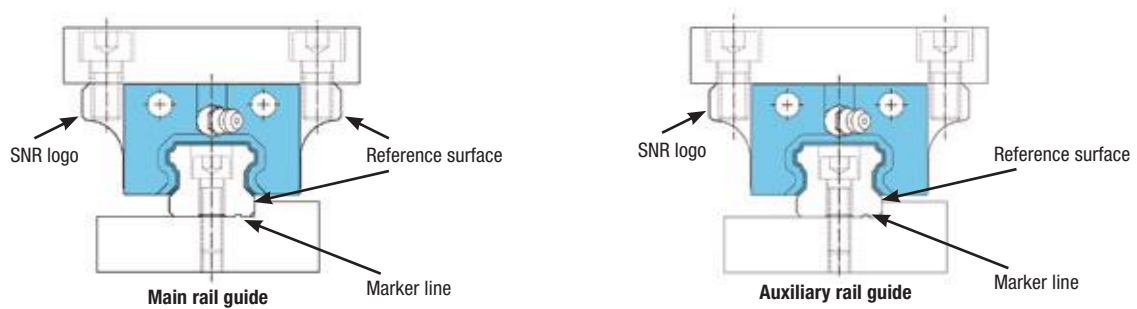 SNR logo
Reference surface
Marker line
Main rail guide
SNR logo
Reference surface
Marker line
Auxiliary rail guide